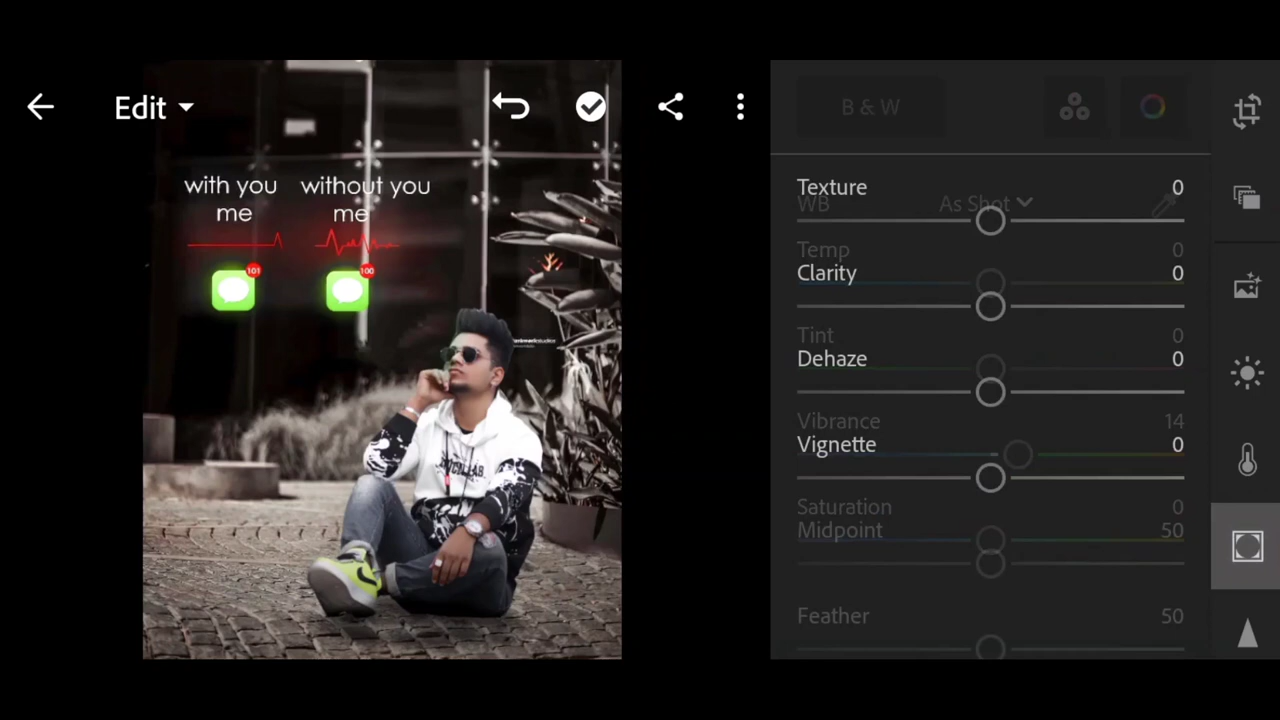 Edit
B & W
with you
me
without you
me
101
100
Texture 0
WB As Shot
Temp 0
Clarity 0
Tint 0
Dehaze 0
Vibrance 14
Vignette 0
Saturation 0
Midpoint 50
Feather 50